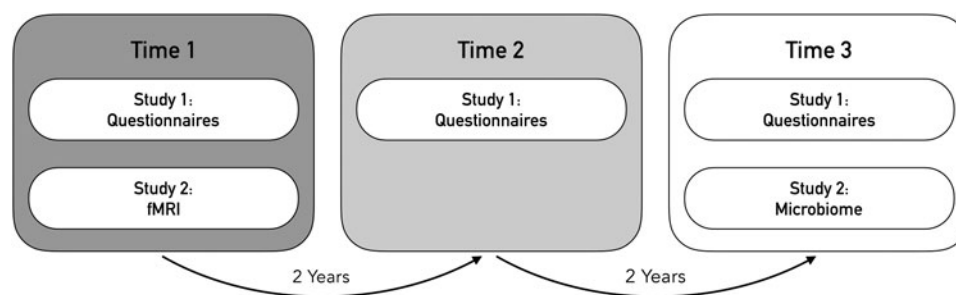 Time 1
Study 1:
Questionnaires
Study 2:
fMRI
Time 2
Study 1:
Questionnaires
Time 3
Study 1:
Questionnaires
Study 2:
Microbiome
2 Years
2 Years